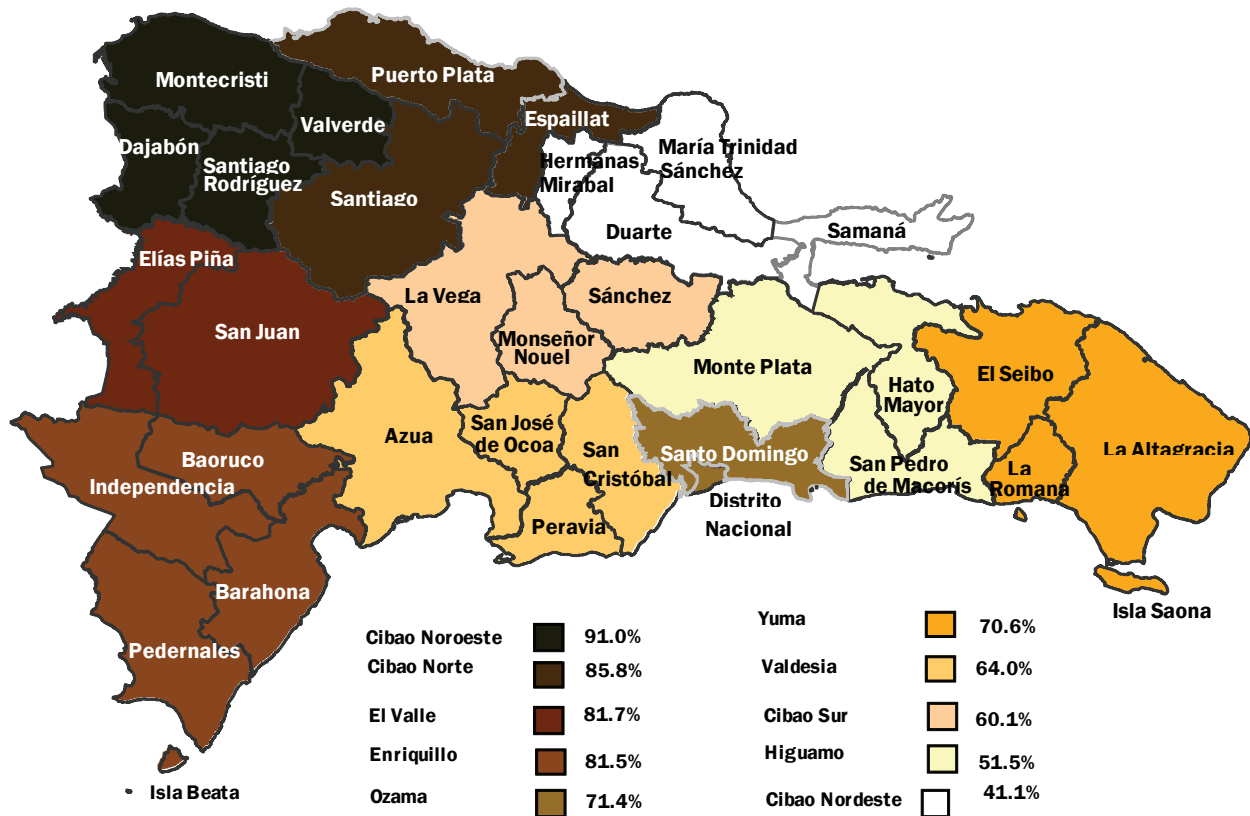 Montecristi
Puerto Plata
Valverde
Espaillat
Dajabón
Santiago
Rodríguez
Hermanas
Mirabal
María Trinidad
Sánchez
Santiago
Duarte
Samaná
Elías Piña
La Vega
Sánchez
San Juan
Monseñor
Nouel
Monte Plata
El Seibo
Hato
Mayor
Azua
San José
de Ocoa
San
Cristóbal
Santo Domingo
San Pedro
de Macorís
La
Romana
La Altagracia
Baoruco
Independencia
Distrito
Nacional
Peravia
Barahona
Isla Saona
Pedernales
Isla Beata
Cibao Noroeste 91.0%
Cibao Norte 85.8%
El Valle 81.7%
Enriquillo 81.5%
Ozama 71.4%
Yuma 70.6%
Valdesia 64.0%
Cibao Sur 60.1%
Higuamo 51.5%
Cibao Nordeste 41.1%